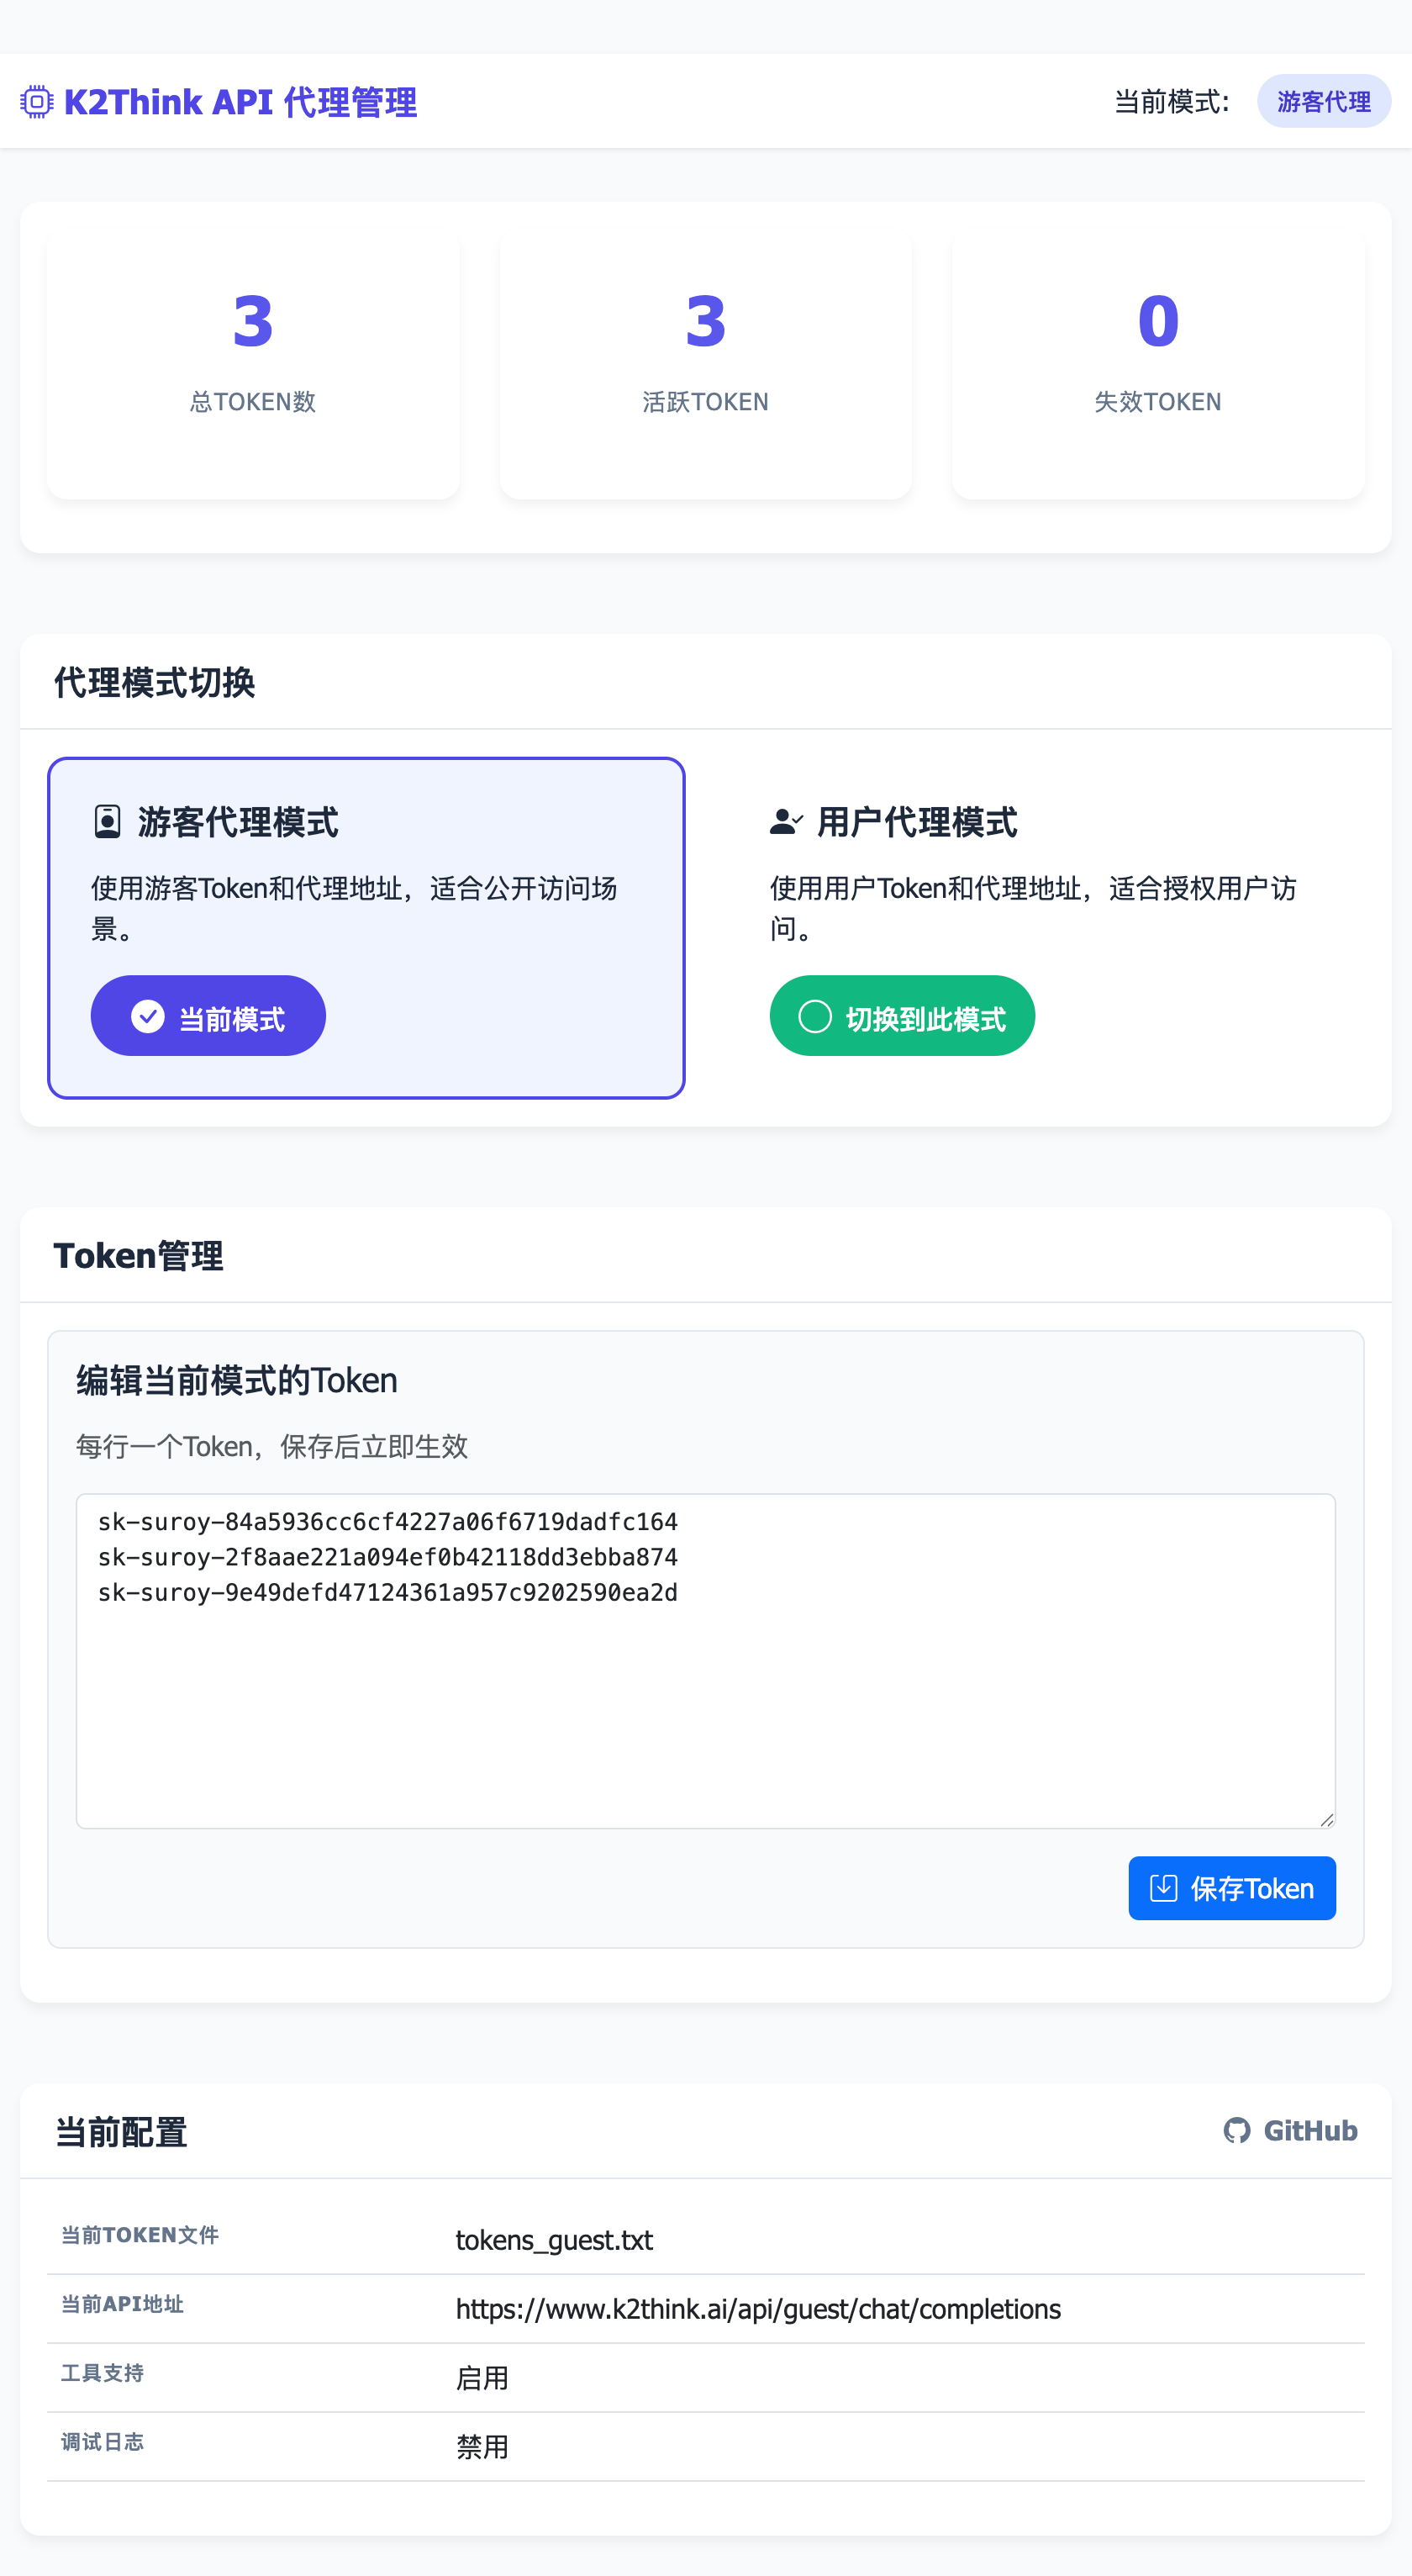 K2Think API 代理管理
当前模式:
游客代理
3
总TOKEN数
3
活跃TOKEN
0
失效TOKEN
代理模式切换
游客代理模式
使用游客Token和代理地址，适合公开访问场
景。
当前模式
用户代理模式
使用用户Token和代理地址，适合授权用户访
问。
切换到此模式
Token管理
编辑当前模式的Token
每行一个Token，保存后立即生效
sk-suroy-84a5936cc6cf4227a06f6719dadfc164
sk-suroy-2f8aae221a094ef0b42118dd3ebba874
sk-suroy-9e49defd47124361a957c9202590ea2d
保存Token
当前配置
GitHub
当前TOKEN文件
tokens_guest.txt
当前API地址
https://www.k2think.ai/api/guest/chat/completions
工具支持
启用
调试日志
禁用